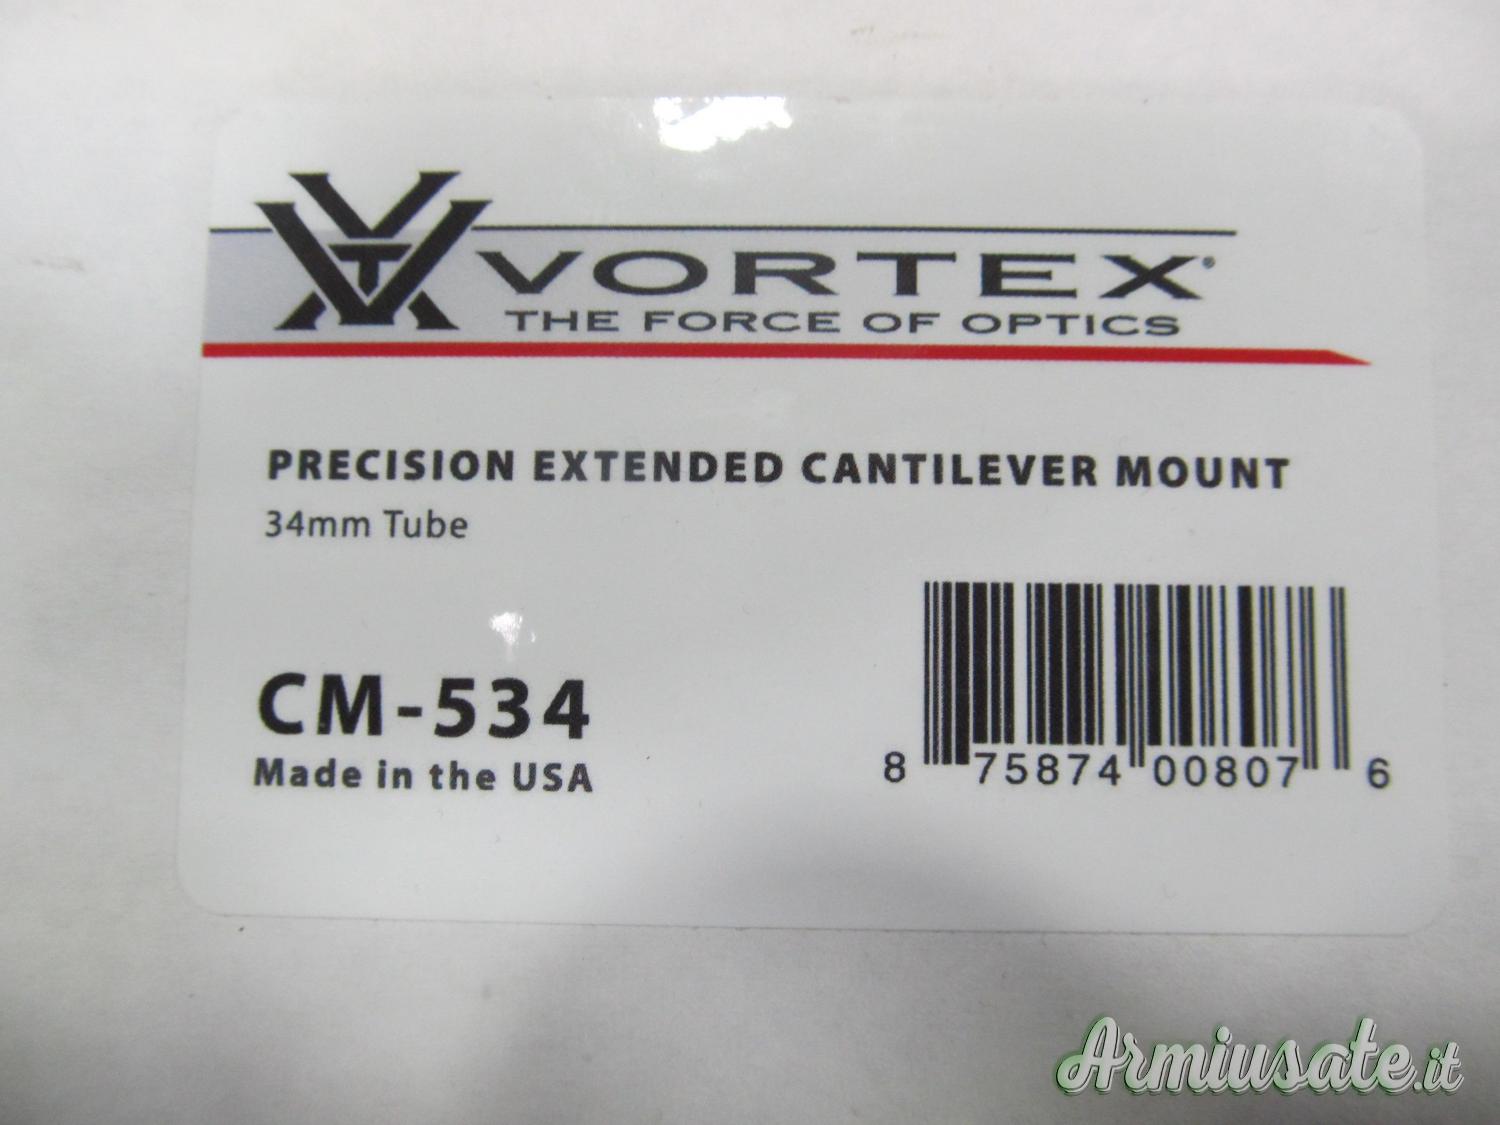 VORTEX®
THE FORCE OF OPTICS
PRECISION EXTENDED CANTILEVER MOUNT
34mm Tube
CM-534
Made in the USA
8 75874 00807 6
Armiusate.it